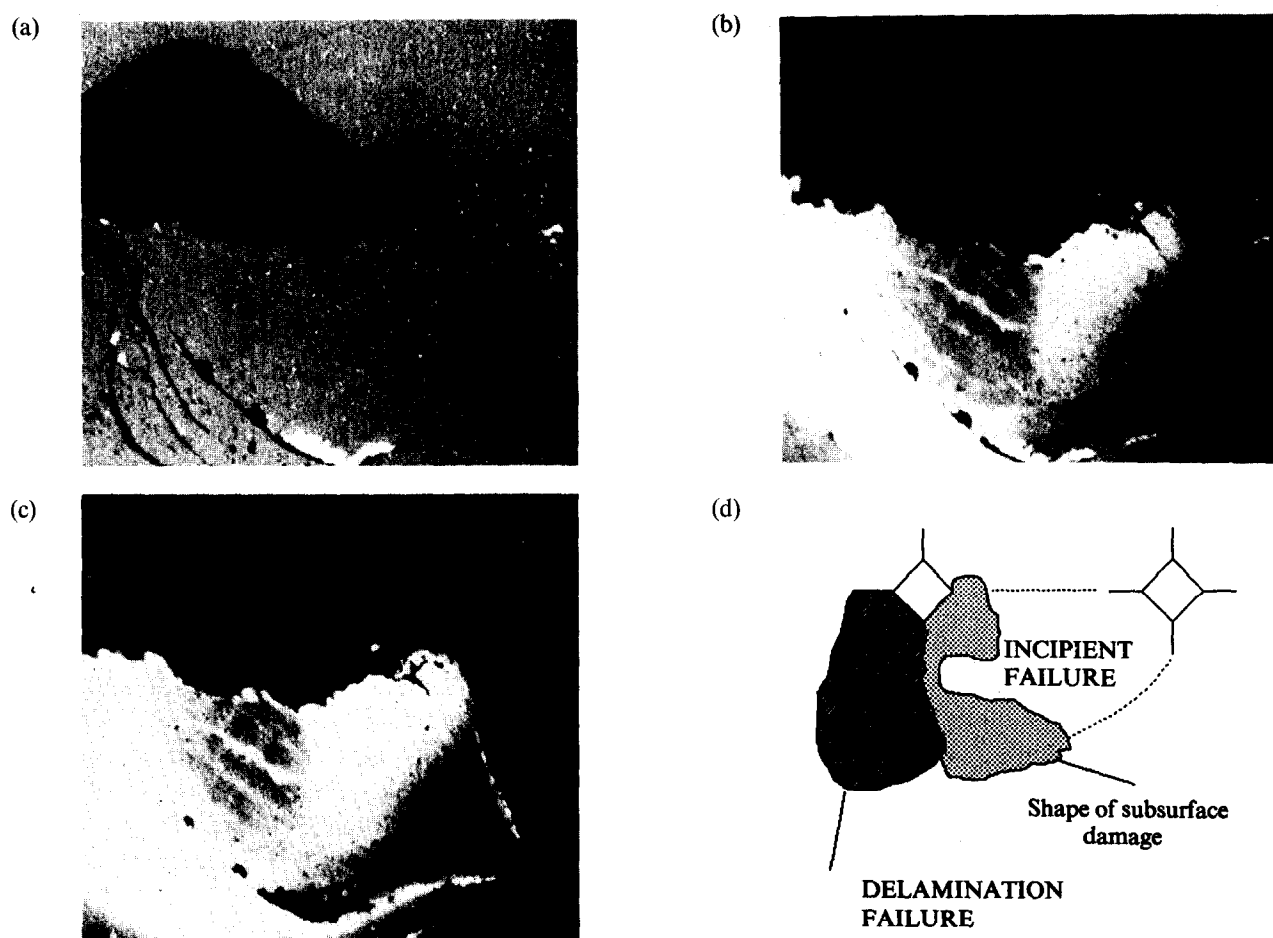 (a)
(b)
(c)
(d)
INCIPIENT
FAILURE
Shape of subsurface
damage
DELAMINATION
FAILURE